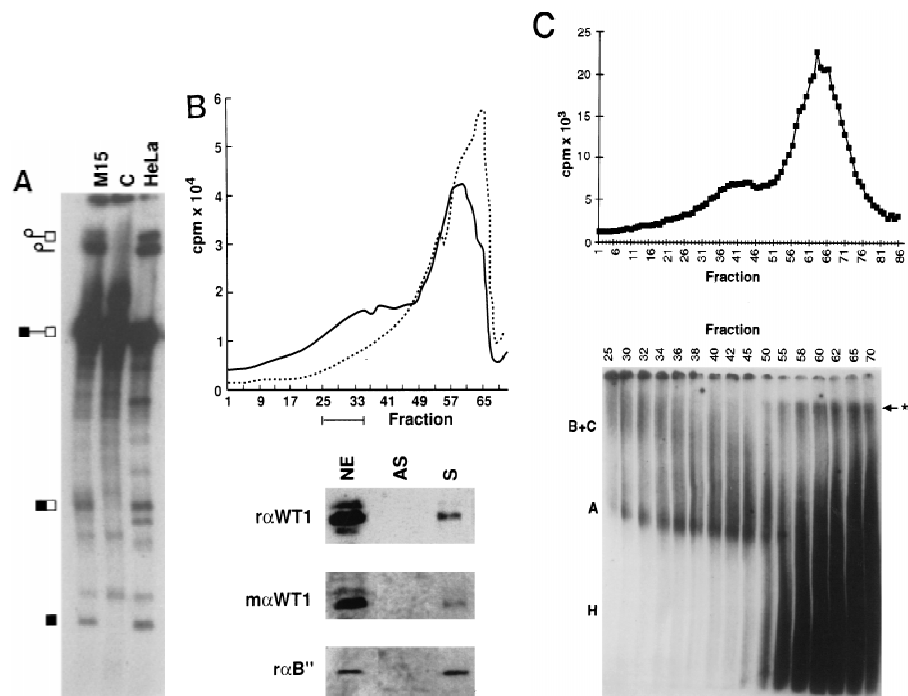 A
M15
C
HeLa
B
cpm x 10⁴
6
5
4
3
2
1
0
1 9 17 25 33 41 49 57 65
Fraction
NE AS S
rαWT1
mαWT1
rαB"
C
cpm x 10³
25
20
15
10
5
0
1 6 11 16 21 26 31 36 41 46 51 56 61 66 71 76 81 86
Fraction
Fraction
25 30 32 34 36 38 40 42 45 50 55 58 60 62 65 70
*
B+C
A
H